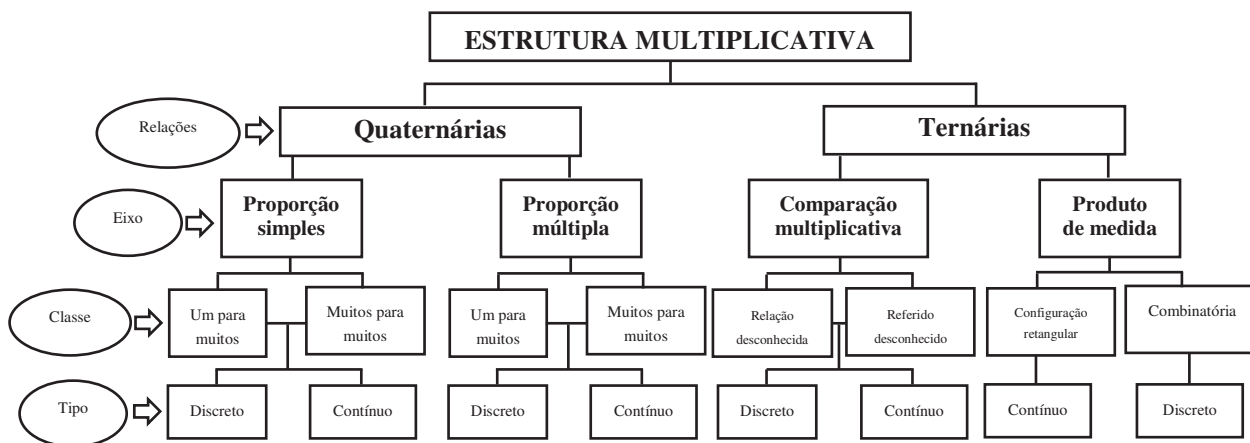 ESTRUTURA MULTIPLICATIVA
Relações
Quaternárias
Ternárias
Eixo
Proporção
simples
Proporção
múltipla
Comparação
multiplicativa
Produto
de medida
Classe
Um para
muitos
Muitos para
muitos
Um para
muitos
Muitos para
muitos
Relação
desconhecida
Referido
desconhecido
Configuração
retangular
Combinatória
Tipo
Discreto
Contínuo
Discreto
Contínuo
Discreto
Contínuo
Contínuo
Discreto